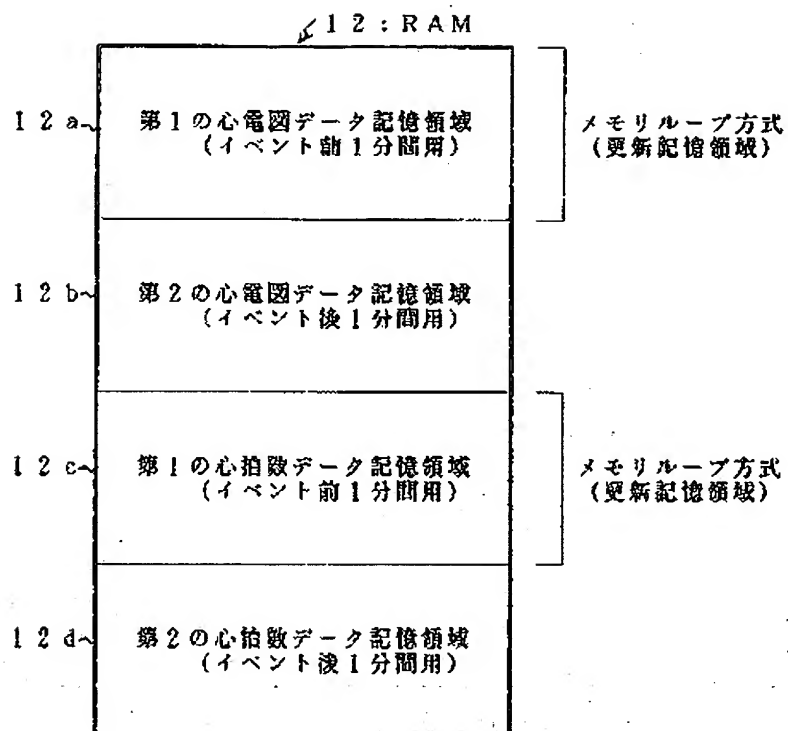 12:RAM
12a 第1の心電図データ記憶領域 メモリループ方式
(イベント前1分間用) (更新記憶領域)
12b 第2の心電図データ記憶領域
(イベント後1分間用)
12c 第1の心拍数データ記憶領域 メモリループ方式
(イベント前1分間用) (更新記憶領域)
12d 第2の心拍数データ記憶領域
(イベント後1分間用)